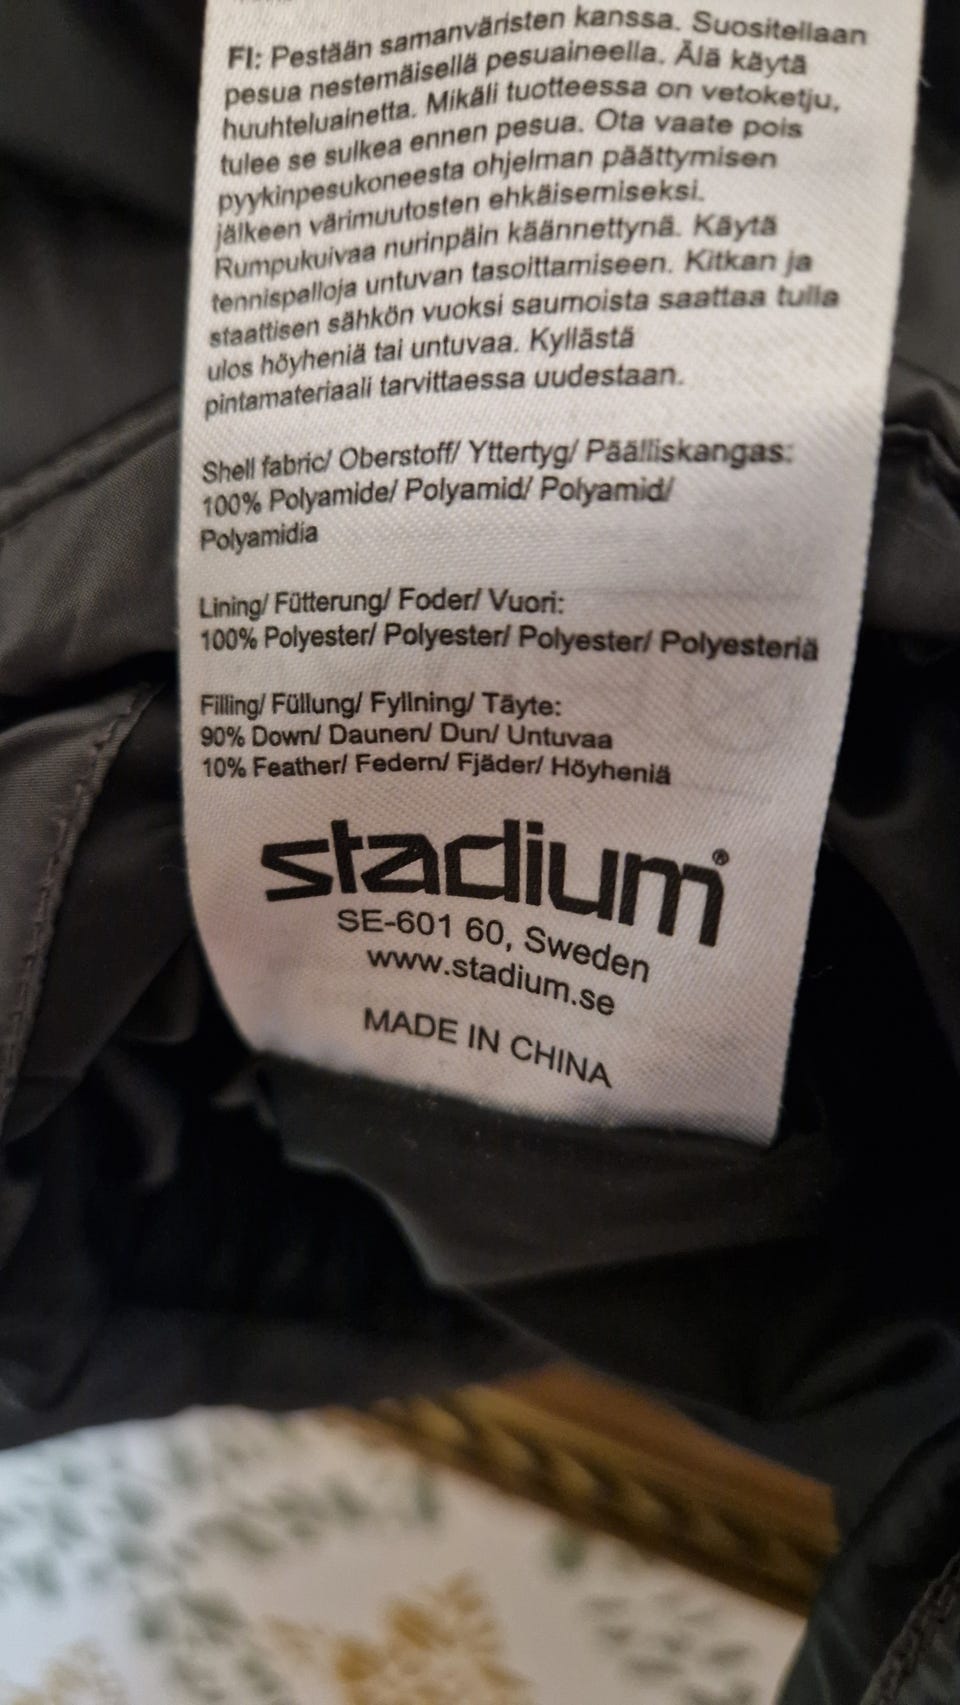 FI: Pestään samanväristen kanssa. Suositellaan
pesua nestemäisellä pesuaineella. Älä käytä
huuhteluainetta. Mikäli tuotteessa on vetoketju,
tulee se sulkea ennen pesua. Ota vaate pois
pyykinpesukoneesta ohjelman päättymisen
jälkeen värimuutosten ehkäisemiseksi.
Rumpukuivaa nurinpäin käännettynä. Käytä
tennispalloja untuvan tasoittamiseen. Kitkan ja
staattisen sähkön vuoksi saumoista saattaa tulla
ulos höyheniä tai untuvaa. Kyllästä
pintamateriaali tarvittaessa uudestaan.
Shell fabric/ Oberstoff/ Yttertyg/ Päälliskangas:
100% Polyamide/ Polyamid/ Polyamid/
Polyamidia
Lining/ Fütterung/ Foder/ Vuori:
100% Polyester/ Polyester/ Polyester/ Polyesteriä
Filling/ Füllung/ Fyllning/ Täyte:
90% Down/ Daunen/ Dun/ Untuvaa
10% Feather/ Federn/ Fjäder/ Höyheniä
stadium®
SE-601 60, Sweden
www.stadium.se
MADE IN CHINA